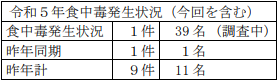 令和５年食中毒発生状況（今回を含む）
食中毒発生状況 １件 39名（調査中）
昨年同期 １件 １名
昨年計 ９件 11名